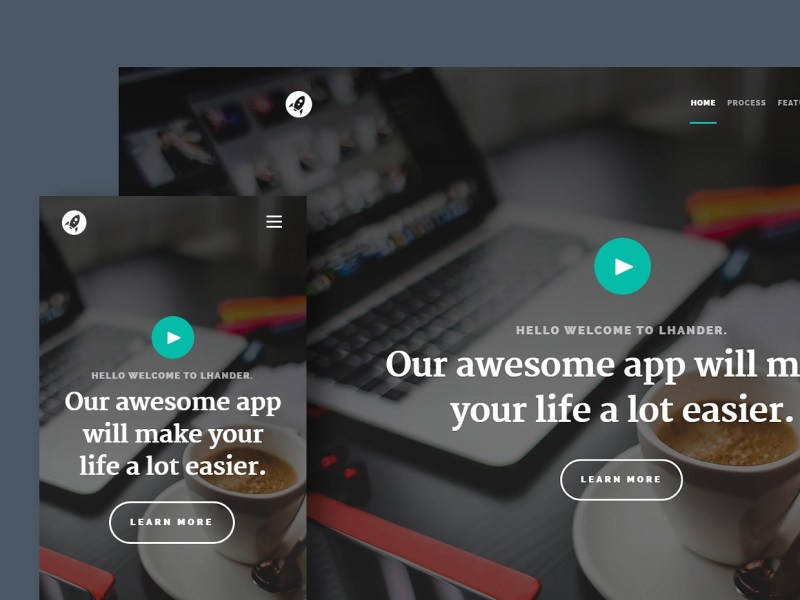 HOME PROCESS
HELLO WELCOME TO LHANDER.
Our awesome app will
your life a lot easier.
LEARN MORE
HELLO WELCOME TO LHANDER.
Our awesome app
will make your
life a lot easier.
LEARN MORE